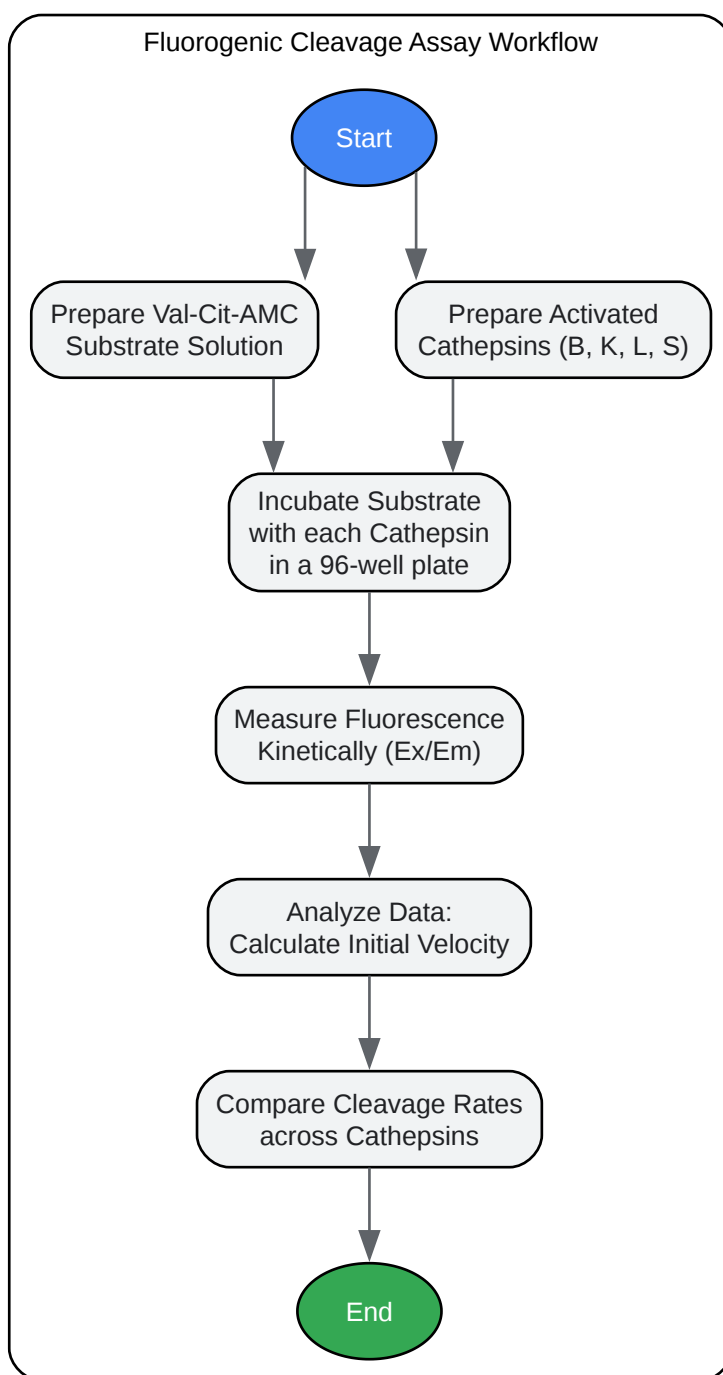 Fluorogenic Cleavage Assay Workflow
Start
Prepare Val-Cit-AMC
Substrate Solution
Prepare Activated
Cathepsins (B, K, L, S)
Incubate Substrate
with each Cathepsin
in a 96-well plate
Measure Fluorescence
Kinetically (Ex/Em)
Analyze Data:
Calculate Initial Velocity
Compare Cleavage Rates
across Cathepsins
End